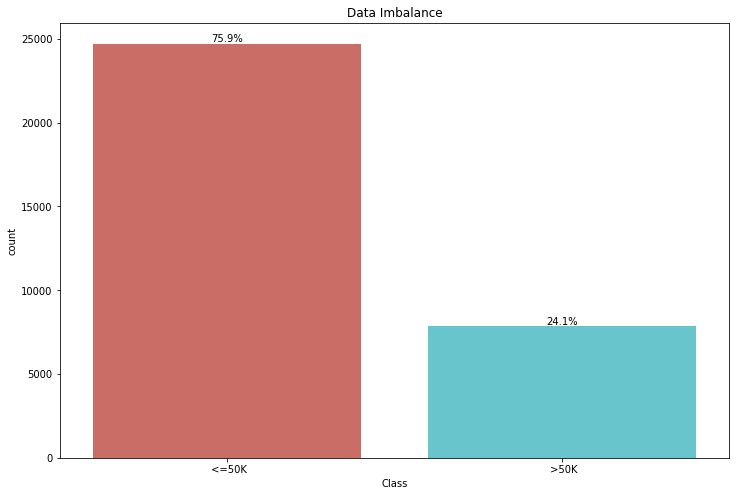 Data Imbalance
75.9%
24.1%
25000
20000
15000
10000
5000
0
count
<=50K
>50K
Class